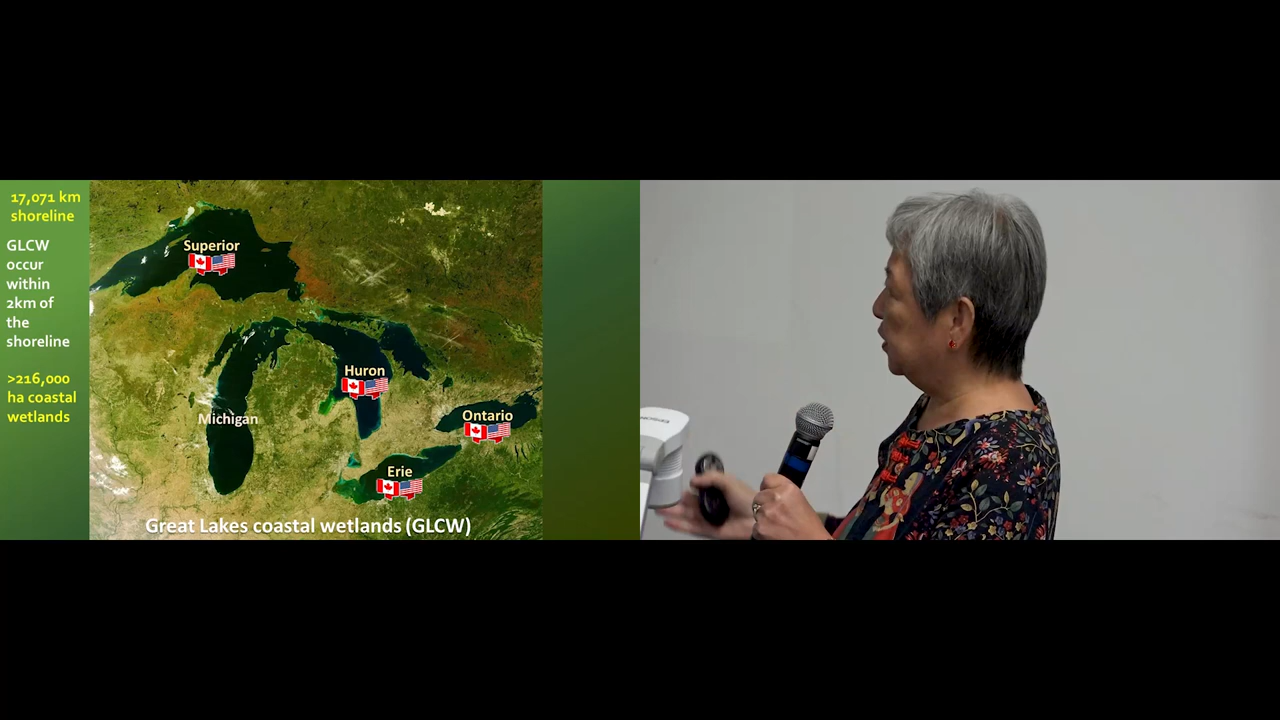 17,071 km
shoreline
GLCW
occur
within
2km of
the
shoreline
>216,000
ha coastal
wetlands
Superior
Huron
Michigan
Ontario
Erie
Great Lakes coastal wetlands (GLCW)